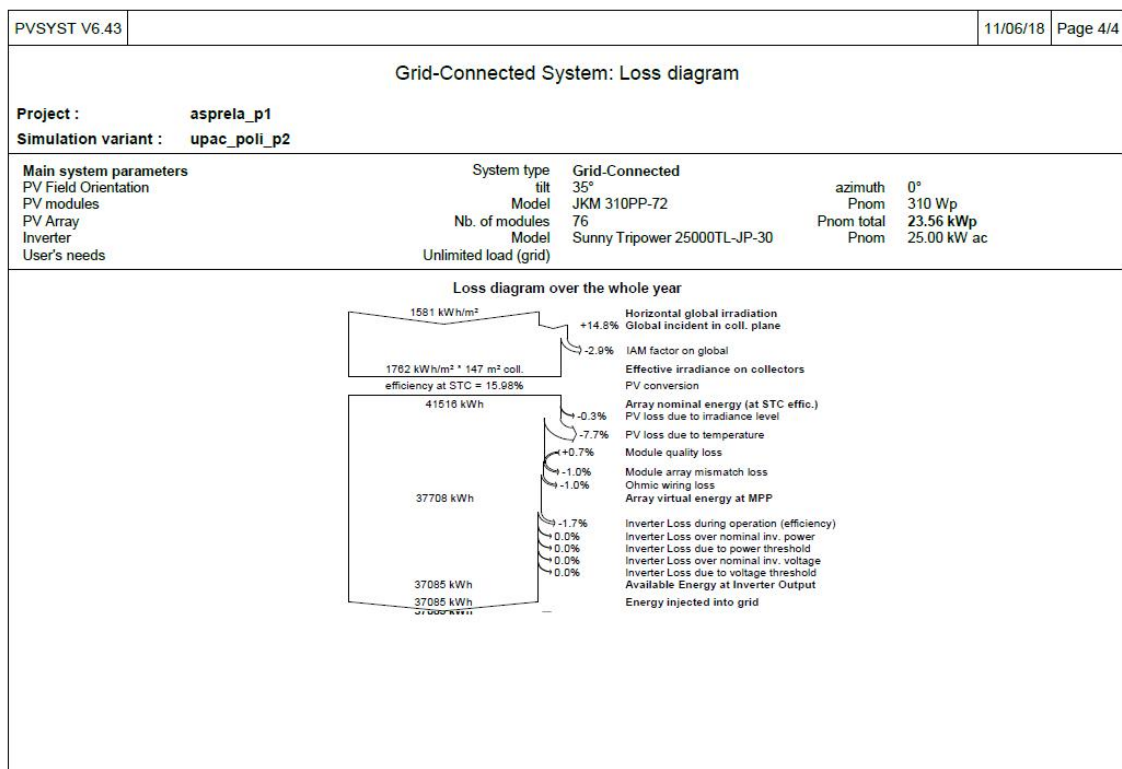 PVSYST V6.43 11/06/18 Page 4/4
Grid-Connected System: Loss diagram
Project : asprela_p1
Simulation variant : upac_poli_p2
Main system parameters System type Grid-Connected
PV Field Orientation tilt 35° azimuth 0°
PV modules Model JKM 310PP-72 Pnom 310 Wp
PV Array Nb. of modules 76 Pnom total 23.56 kWp
Inverter Model Sunny Tripower 25000TL-JP-30 Pnom 25.00 kW ac
User's needs Unlimited load (grid)
Loss diagram over the whole year
1581 kWh/m² Horizontal global irradiation
+14.8% Global incident in coll. plane
-2.9% IAM factor on global
1762 kWh/m² * 147 m² coll. Effective irradiance on collectors
efficiency at STC = 15.98% PV conversion
41516 kWh Array nominal energy (at STC effic.)
-0.3% PV loss due to irradiance level
-7.7% PV loss due to temperature
+0.7% Module quality loss
-1.0% Module array mismatch loss
-1.0% Ohmic wiring loss
37708 kWh Array virtual energy at MPP
-1.7% Inverter Loss during operation (efficiency)
0.0% Inverter Loss over nominal inv. power
0.0% Inverter Loss due to power threshold
0.0% Inverter Loss over nominal inv. voltage
0.0% Inverter Loss due to voltage threshold
37085 kWh Available Energy at Inverter Output
37085 kWh Energy injected into grid